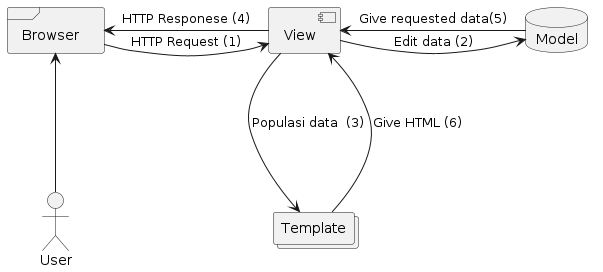 HTTP Responese (4)
Give requested data(5)
Browser
HTTP Request (1)
View
Edit data (2)
Model
Populasi data  (3)
Give HTML (6)
Template
User